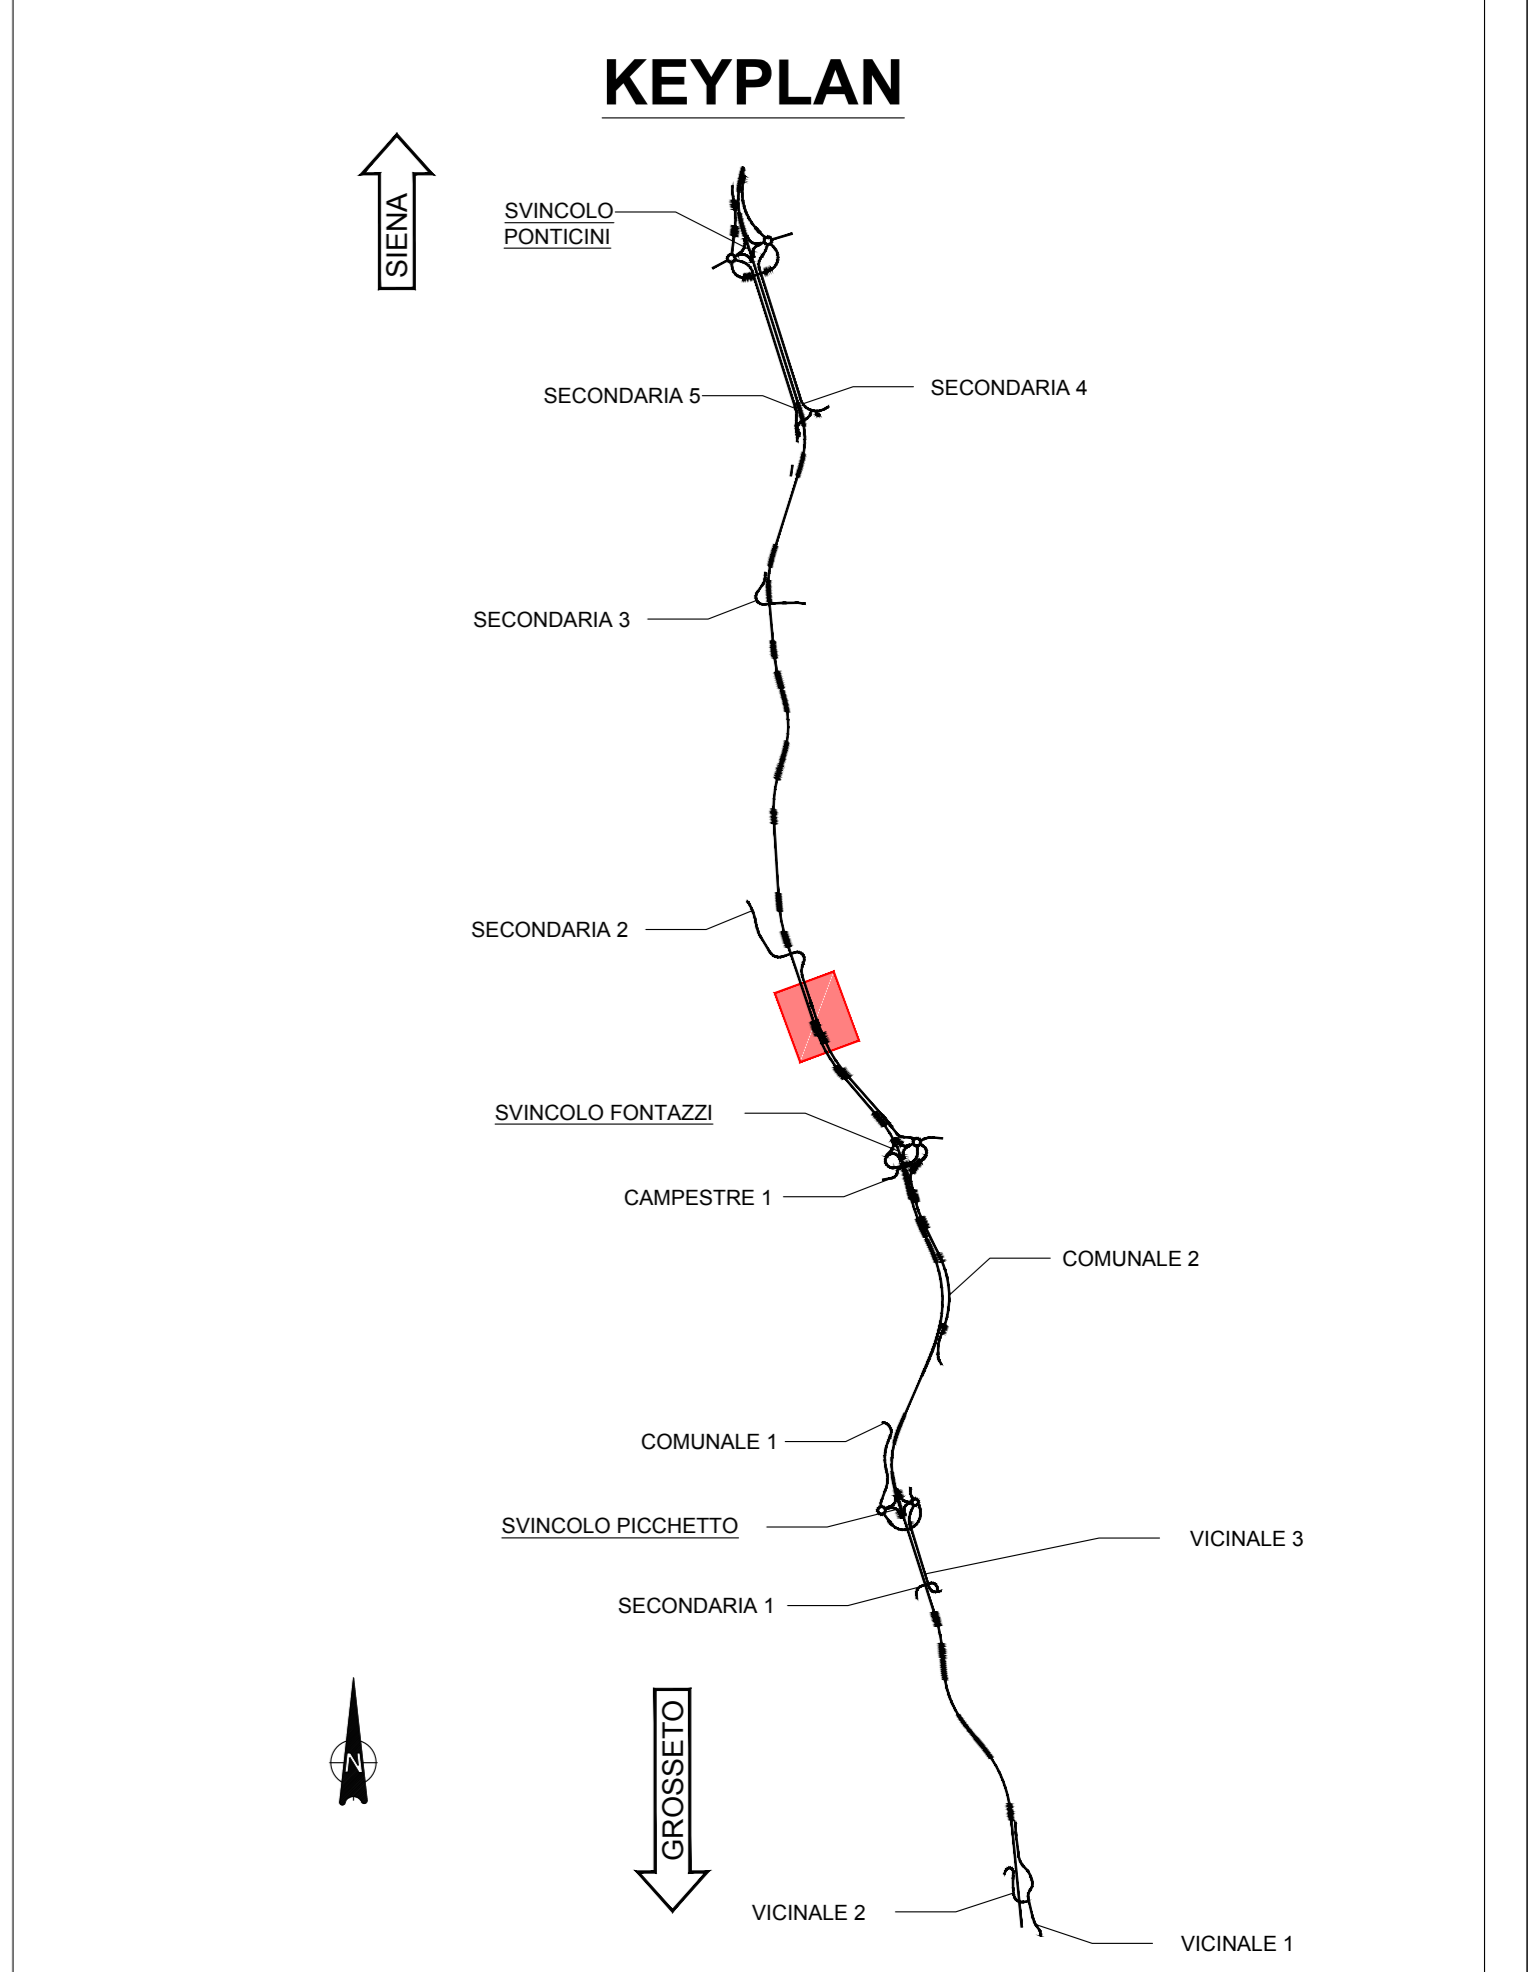 KEYPLAN
SIENA
SVINCOLO
PONTICINI
SECONDARIA 5
SECONDARIA 4
SECONDARIA 3
SECONDARIA 2
SVINCOLO FONTAZZI
CAMPESTRE 1
COMUNALE 2
COMUNALE 1
SVINCOLO PICCHETTO
VICINALE 3
SECONDARIA 1
N
GROSSETO
VICINALE 2
VICINALE 1